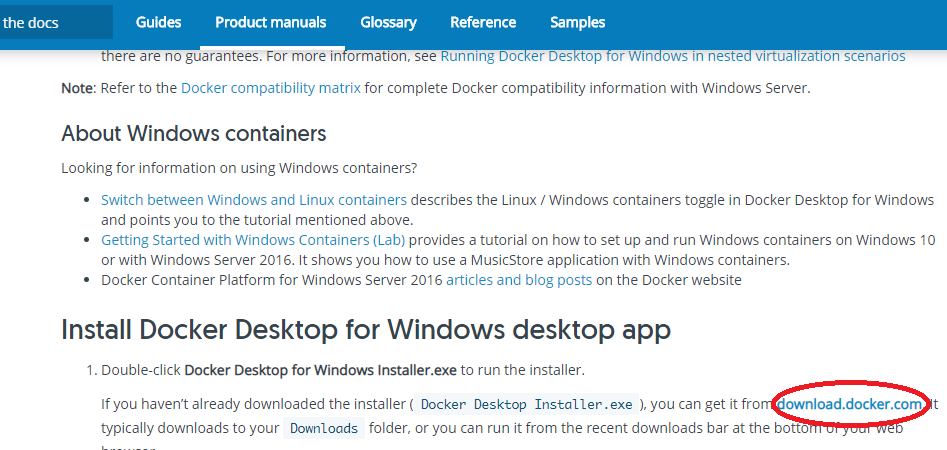 the docs Guides Product manuals Glossary Reference Samples
there are no guarantees. For more information, see Running Docker Desktop for Windows in nested virtualization scenarios
Note: Refer to the Docker compatibility matrix for complete Docker compatibility information with Windows Server.
About Windows containers
Looking for information on using Windows containers?
• Switch between Windows and Linux containers describes the Linux / Windows containers toggle in Docker Desktop for Windows
and points you to the tutorial mentioned above.
• Getting Started with Windows Containers (Lab) provides a tutorial on how to set up and run Windows containers on Windows 10
or with Windows Server 2016. It shows you how to use a MusicStore application with Windows containers.
• Docker Container Platform for Windows Server 2016 articles and blog posts on the Docker website
Install Docker Desktop for Windows desktop app
1. Double-click Docker Desktop for Windows Installer.exe to run the installer.
If you haven’t already downloaded the installer ( Docker Desktop Installer.exe ), you can get it from download.docker.com. It
typically downloads to your Downloads folder, or you can run it from the recent downloads bar at the bottom of your web
browser.